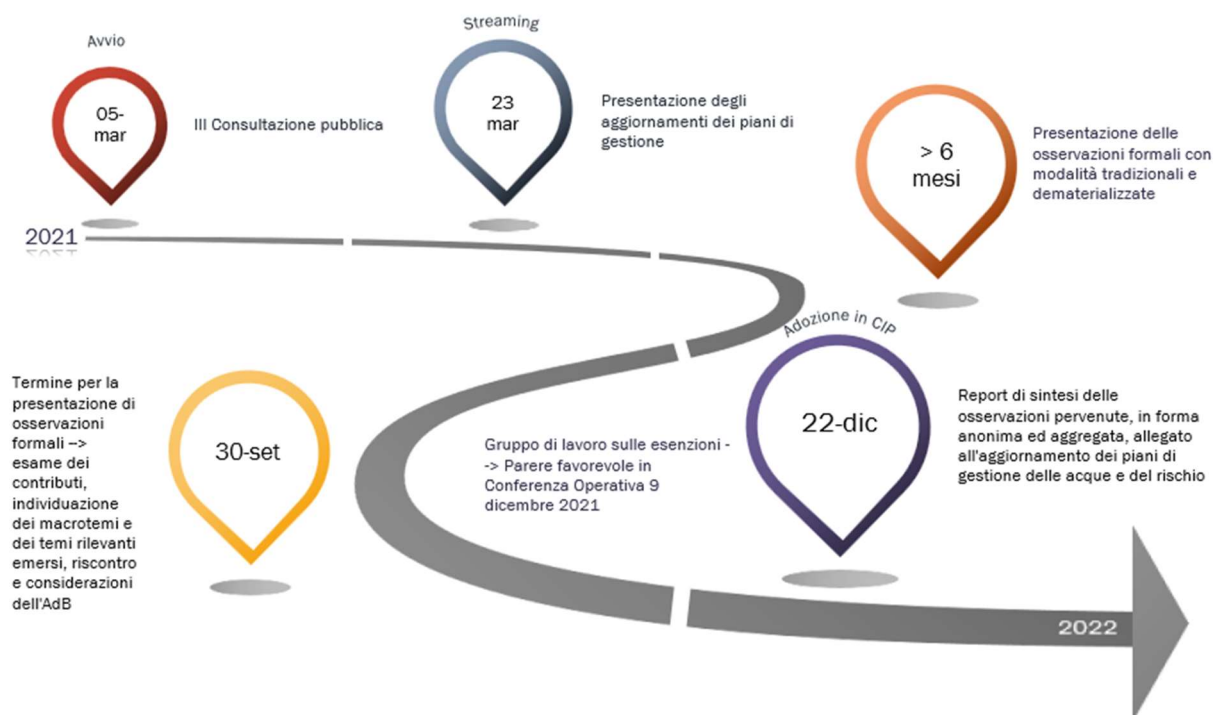 Avvio
05-
mar
III Consultazione pubblica
Streaming
23
mar
Presentazione degli
aggiornamenti dei piani di
gestione
> 6
mesi
Presentazione delle
osservazioni formali con
modalità tradizionali e
dematerializzate
2021
Termine per la
presentazione di
osservazioni
formali -->
esame dei
contributi,
individuazione
dei macrotemi e
dei temi rilevanti
emersi, riscontro
e considerazioni
dell'AdB
30-set
Gruppo di lavoro sulle esenzioni -
-> Parere favorevole in
Conferenza Operativa 9
dicembre 2021
Adozione in CIP
22-dic
Report di sintesi delle
osservazioni pervenute, in forma
anonima ed aggregata, allegato
all'aggiornamento dei piani di
gestione delle acque e del rischio
2022